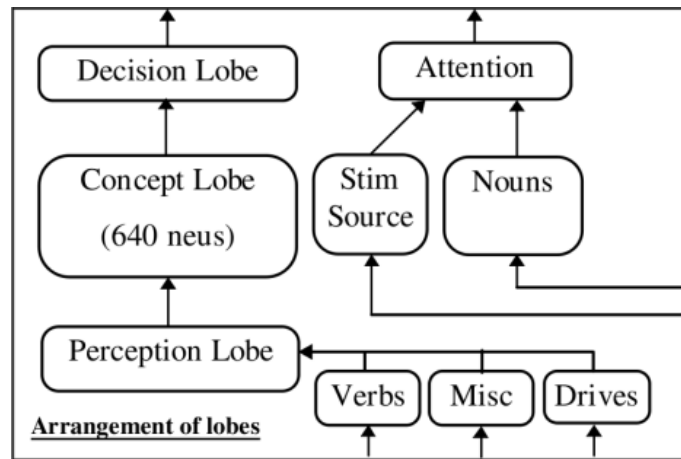 Decision Lobe
Attention
Concept Lobe
(640 neus)
Stim
Source
Nouns
Perception Lobe
Verbs
Misc
Drives
Arrangement of lobes